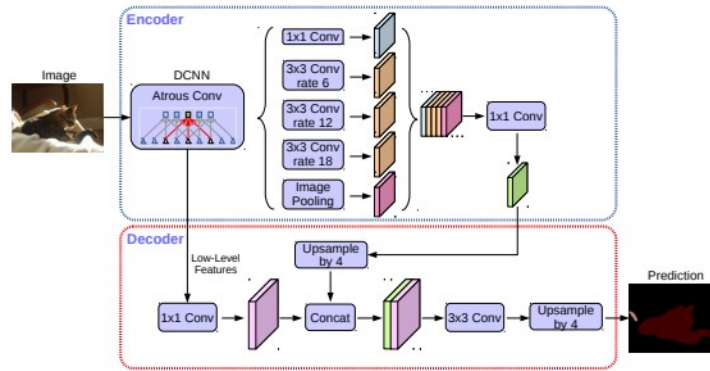 Encoder
Image
DCNN
Atrous Conv
1x1 Conv
3x3 Conv
rate 6
3x3 Conv
rate 12
3x3 Conv
rate 18
Image
Pooling
1x1 Conv
Decoder
Low-Level
Features
Upsample
by 4
1x1 Conv
Concat
3x3 Conv
Upsample
by 4
Prediction